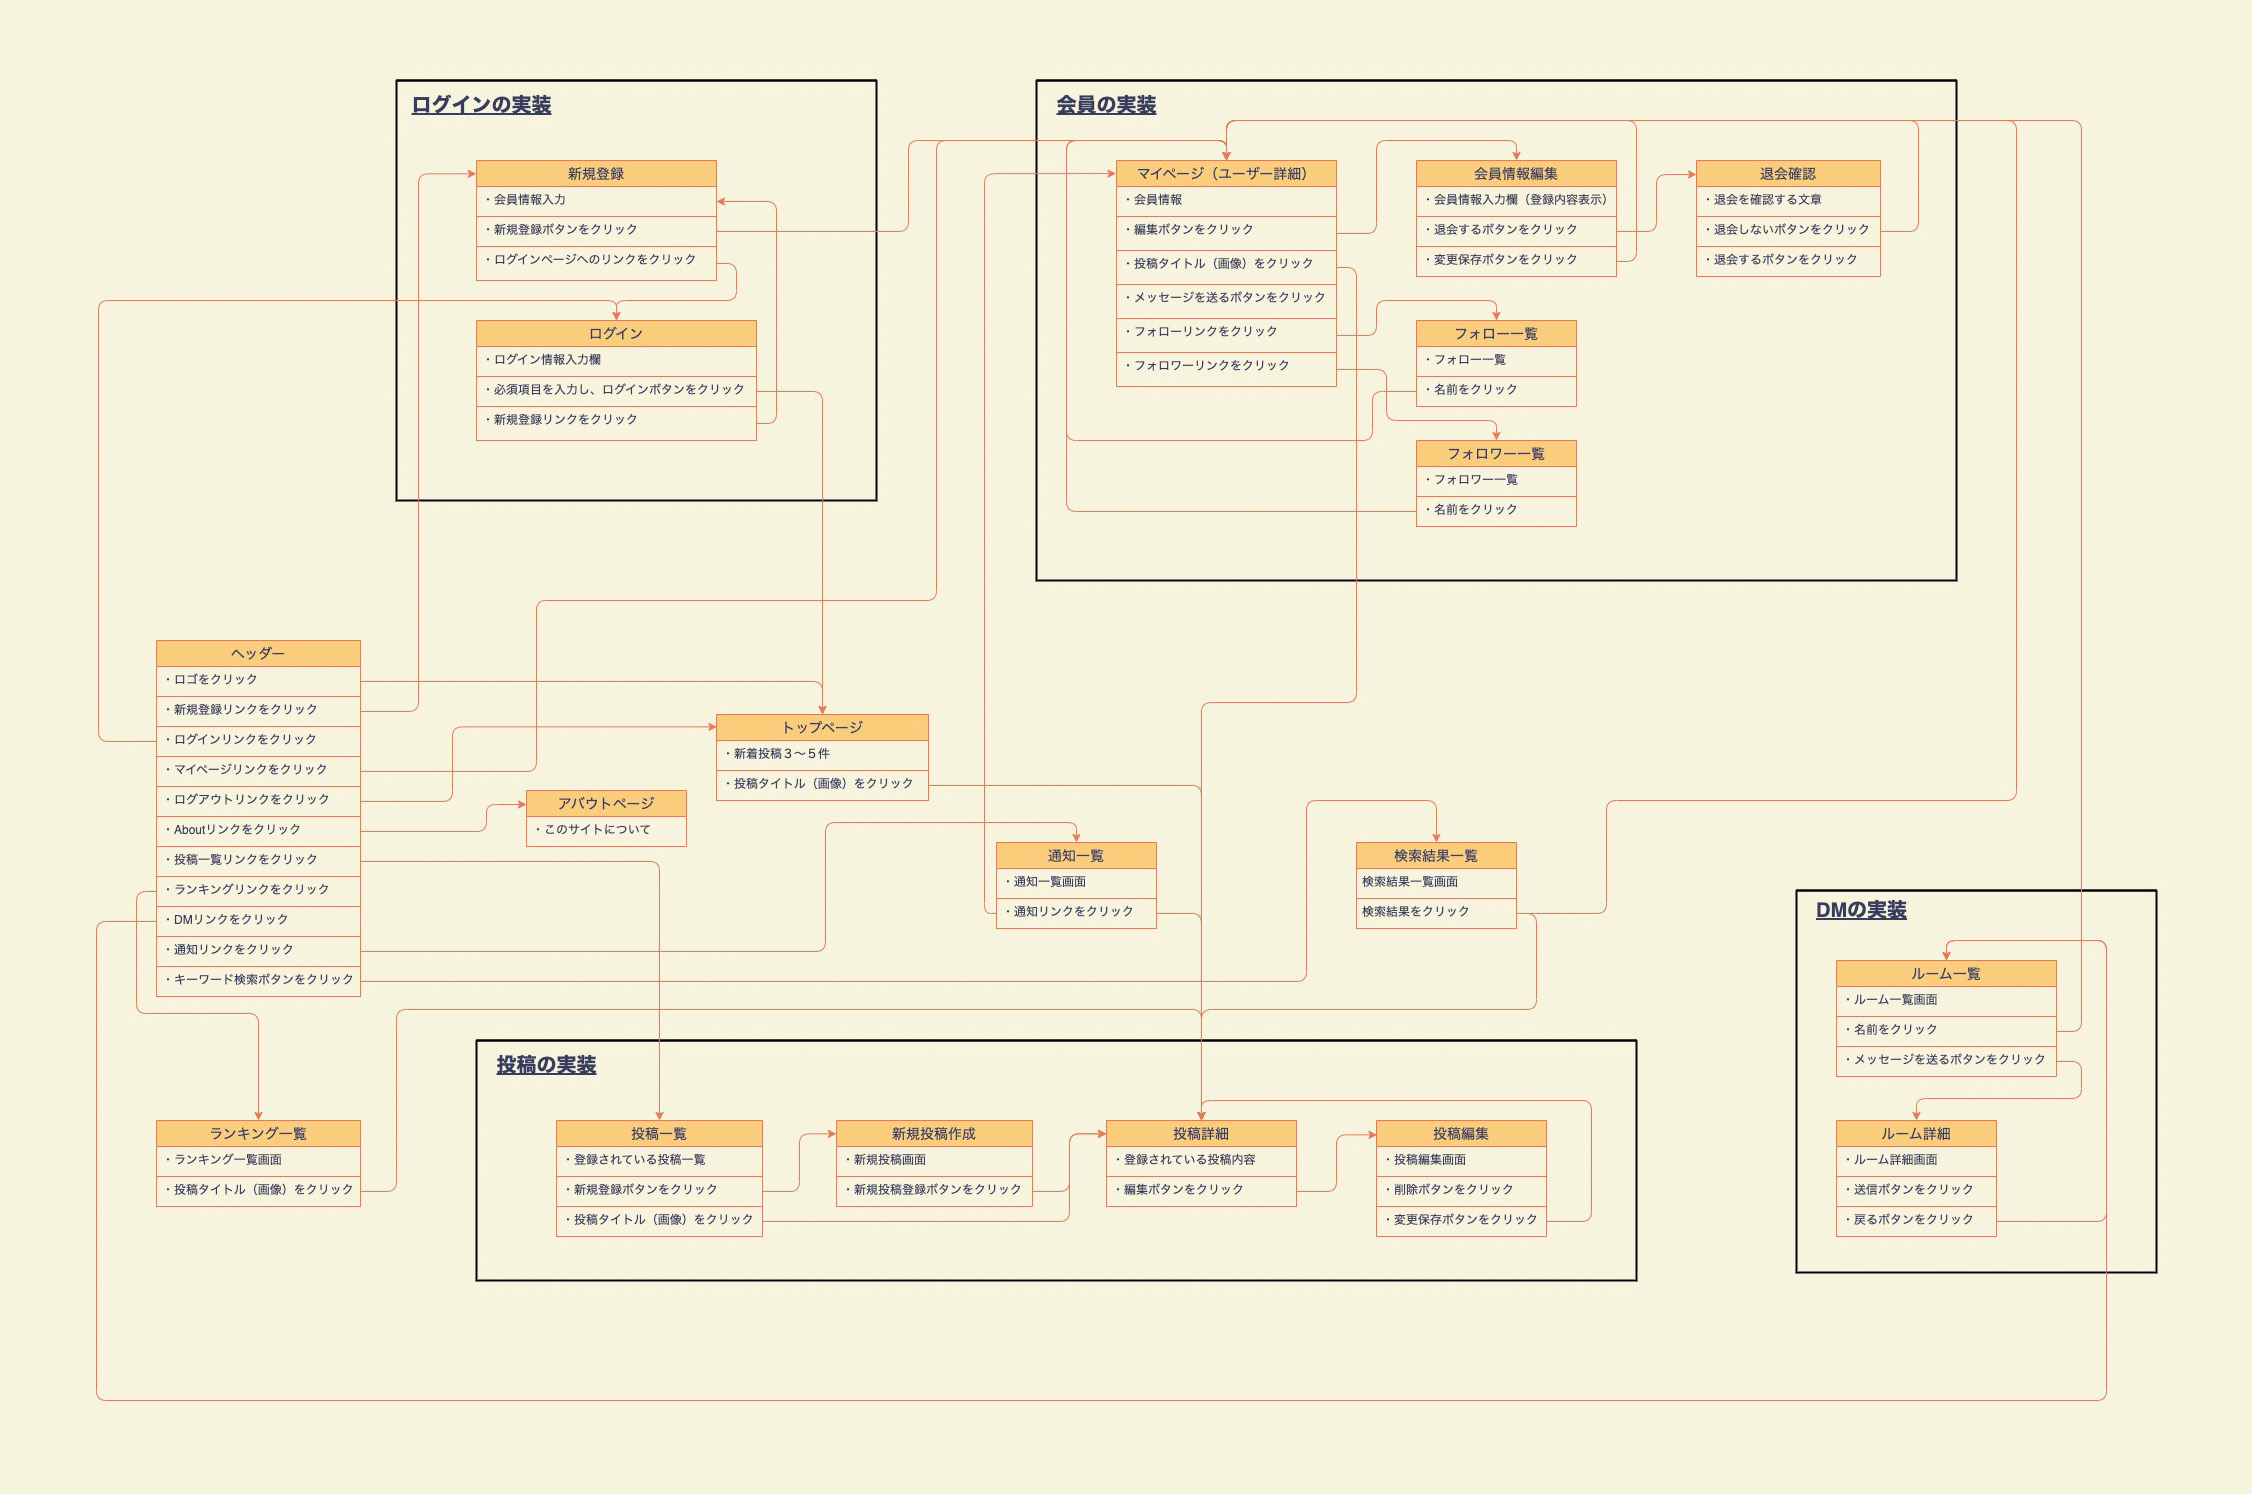 ログインの実装
新規登録
・会員情報入力
・新規登録ボタンをクリック
・ログインページへのリンクをクリック
ログイン
・ログイン情報入力欄
・必須項目を入力し、ログインボタンをクリック
・新規登録リンクをクリック
会員の実装
マイページ（ユーザー詳細）
・会員情報
・編集ボタンをクリック
・投稿タイトル（画像）をクリック
・メッセージを送るボタンをクリック
・フォローリンクをクリック
・フォロワーリンクをクリック
会員情報編集
・会員情報入力欄（登録内容表示）
・退会するボタンをクリック
・変更保存ボタンをクリック
退会確認
・退会を確認する文章
・退会しないボタンをクリック
・退会するボタンをクリック
フォロー一覧
・フォロー一覧
・名前をクリック
フォロワー一覧
・フォロワー一覧
・名前をクリック
ヘッダー
・ロゴをクリック
・新規登録リンクをクリック
・ログインリンクをクリック
・マイページリンクをクリック
・ログアウトリンクをクリック
・Aboutリンクをクリック
・投稿一覧リンクをクリック
・ランキングリンクをクリック
・DMリンクをクリック
・通知リンクをクリック
・キーワード検索ボタンをクリック
トップページ
・新着投稿３〜５件
・投稿タイトル（画像）をクリック
アバウトページ
・このサイトについて
通知一覧
・通知一覧画面
・通知リンクをクリック
検索結果一覧
検索結果一覧画面
検索結果をクリック
DMの実装
ルーム一覧
・ルーム一覧画面
・名前をクリック
・メッセージを送るボタンをクリック
ルーム詳細
・ルーム詳細画面
・送信ボタンをクリック
・戻るボタンをクリック
ランキング一覧
・ランキング一覧画面
・投稿タイトル（画像）をクリック
投稿の実装
投稿一覧
・登録されている投稿一覧
・新規登録ボタンをクリック
・投稿タイトル（画像）をクリック
新規投稿作成
・新規投稿画面
・新規投稿登録ボタンをクリック
投稿詳細
・登録されている投稿内容
・編集ボタンをクリック
投稿編集
・投稿編集画面
・削除ボタンをクリック
・変更保存ボタンをクリック